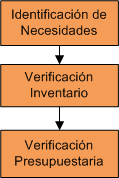 Identificación de
Necesidades
Verificación
Inventario
Verificación
Presupuestaria